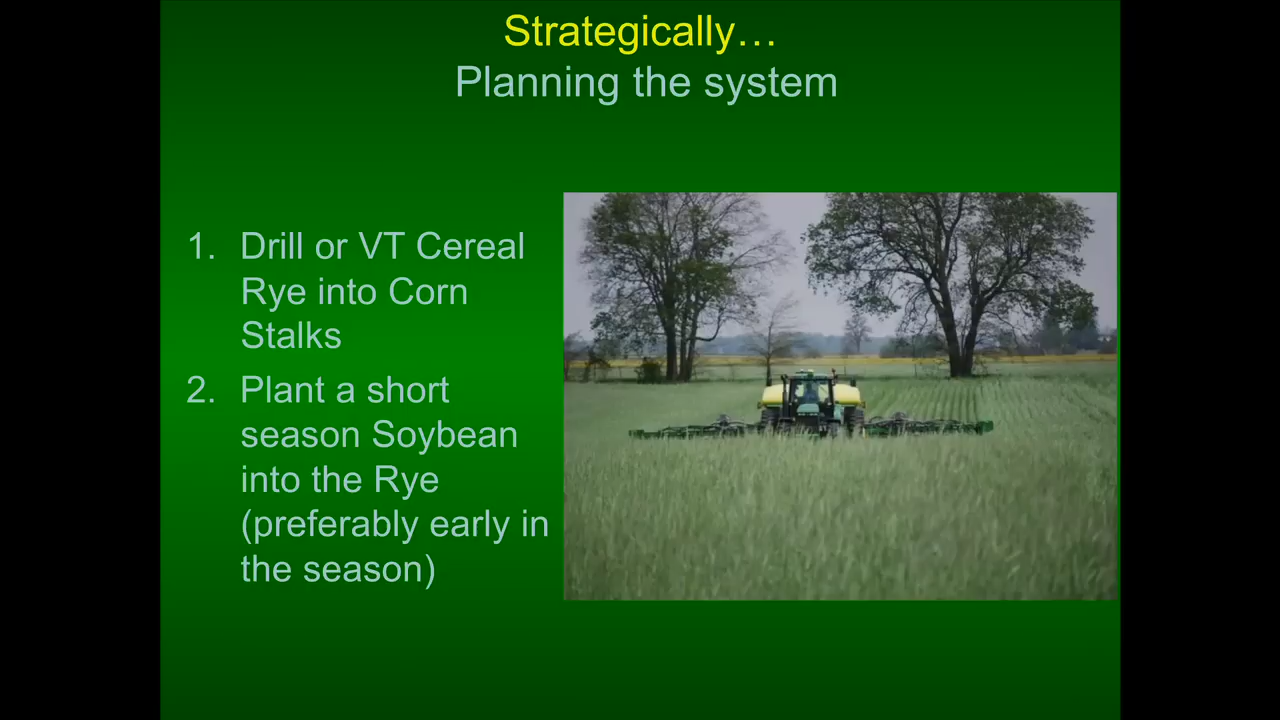 Strategically…
Planning the system
1. Drill or VT Cereal
Rye into Corn
Stalks
2. Plant a short
season Soybean
into the Rye
(preferably early in
the season)